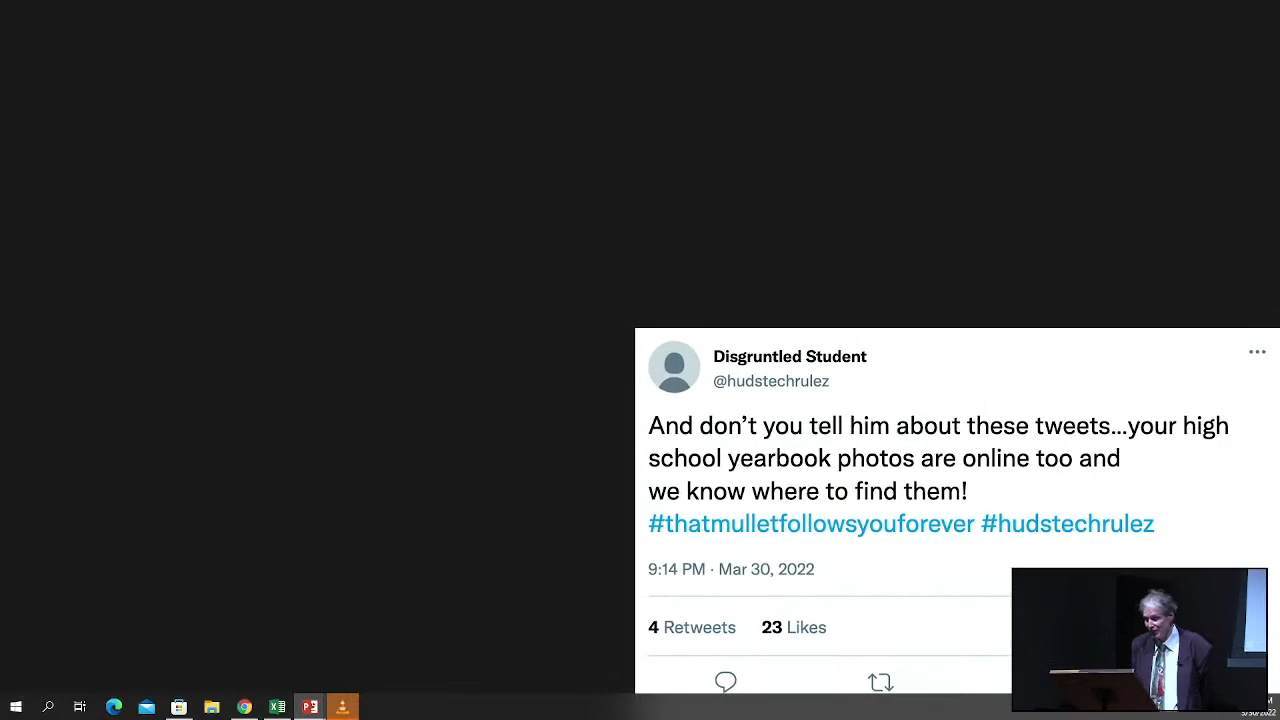 Disgruntled Student
@hudstechrulez
And don’t you tell him about these tweets...your high
school yearbook photos are online too and
we know where to find them!
#thatmulletfollowsyouforever #hudstechrulez
9:14 PM · Mar 30, 2022
4 Retweets 23 Likes